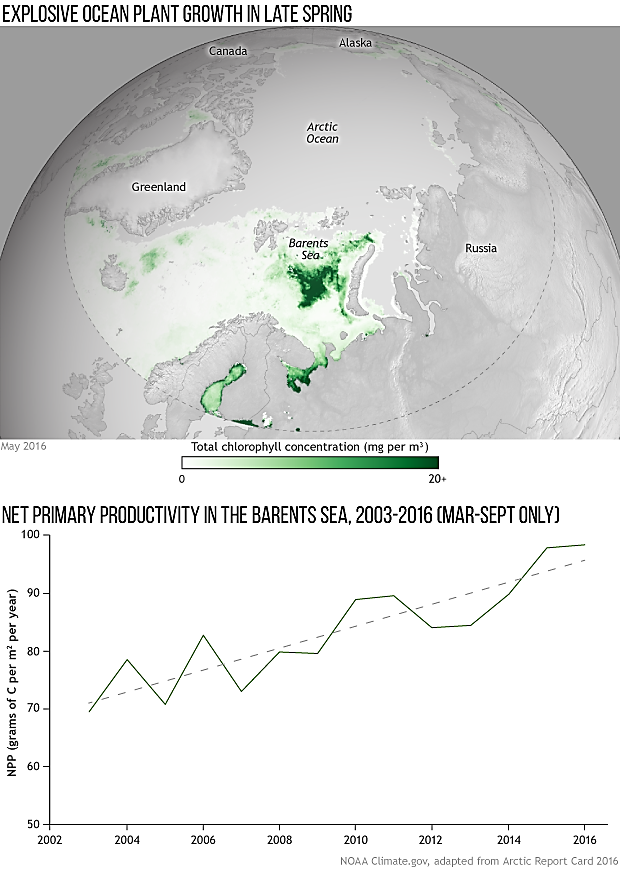 EXPLOSIVE OCEAN PLANT GROWTH IN LATE SPRING
Canada
Alaska
Arctic
Ocean
Greenland
Barents
Sea
Russia
May 2016
Total chlorophyll concentration (mg per m³)
0
20+
NET PRIMARY PRODUCTIVITY IN THE BARENTS SEA, 2003-2016 (MAR-SEPT ONLY)
NPP (grams of C per m² per year)
100
90
80
70
60
50
2002
2004
2006
2008
2010
2012
2014
2016
NOAA Climate.gov, adapted from Arctic Report Card 2016